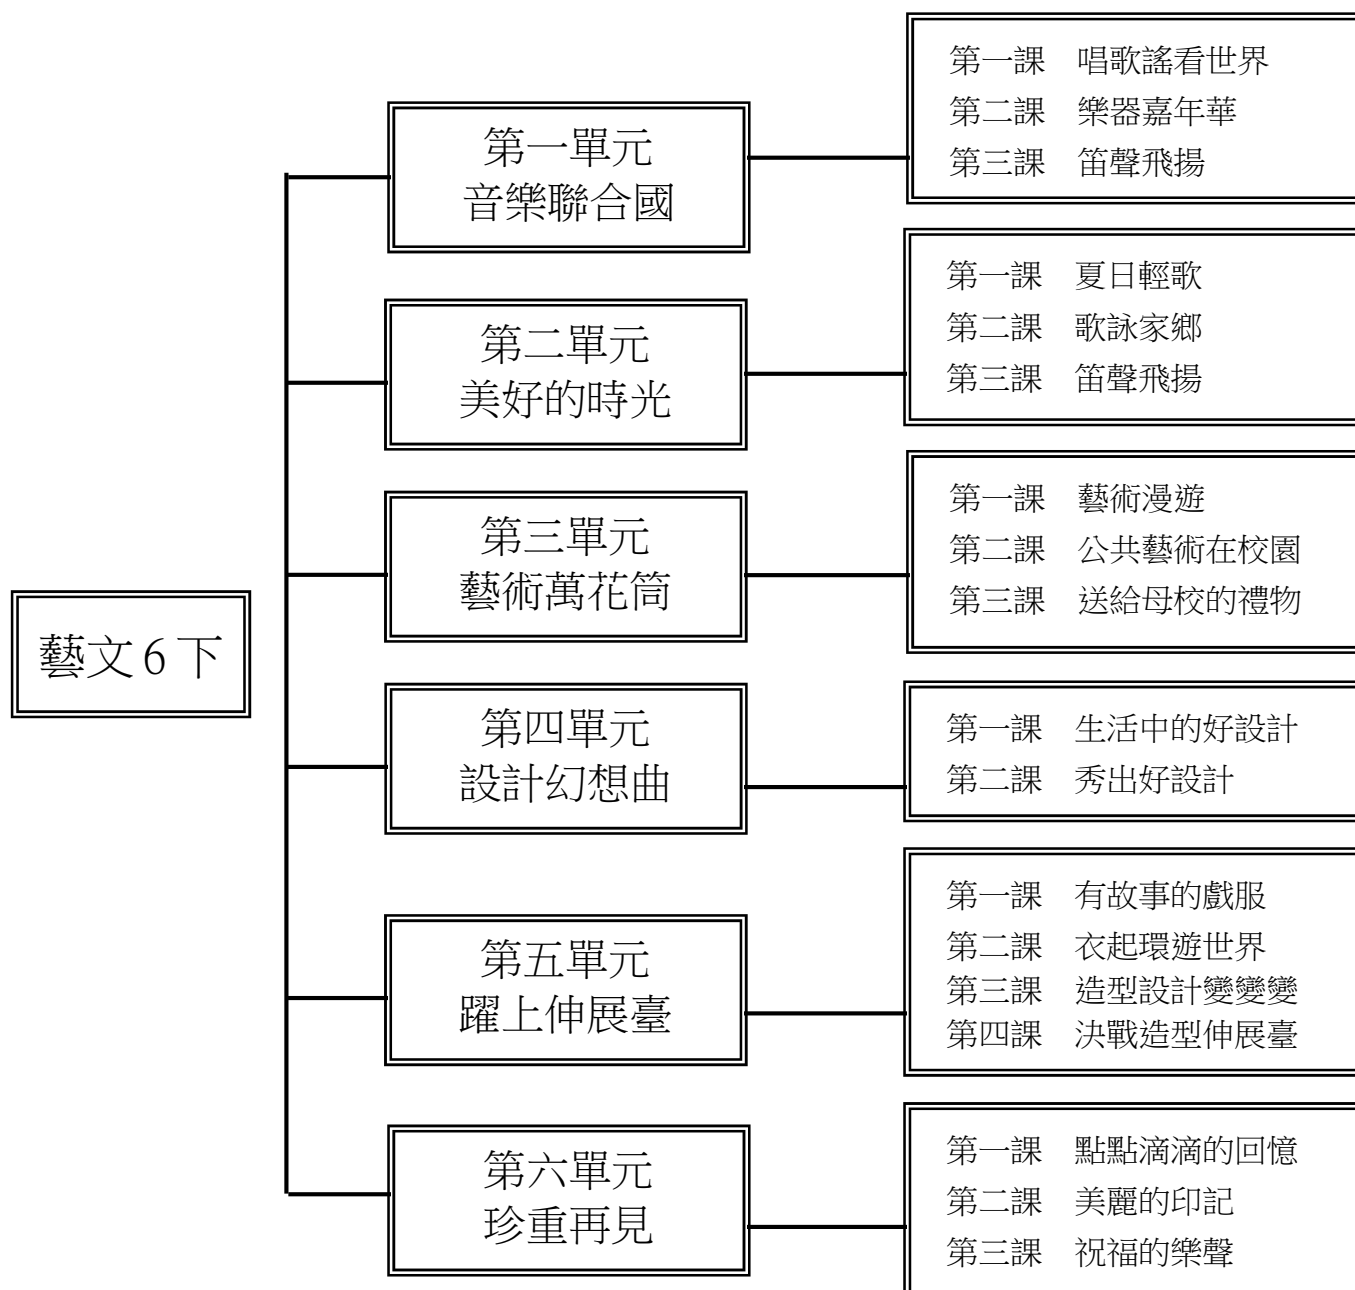 藝文6下
第一單元
音樂聯合國
第一課　唱歌謠看世界
第二課　樂器嘉年華
第三課　笛聲飛揚
第二單元
美好的時光
第一課　夏日輕歌
第二課　歌詠家鄉
第三課　笛聲飛揚
第三單元
藝術萬花筒
第一課　藝術漫遊
第二課　公共藝術在校園
第三課　送給母校的禮物
第四單元
設計幻想曲
第一課　生活中的好設計
第二課　秀出好設計
第五單元
躍上伸展臺
第一課　有故事的戲服
第二課　衣起環遊世界
第三課　造型設計變變變
第四課　決戰造型伸展臺
第六單元
珍重再見
第一課　點點滴滴的回憶
第二課　美麗的印記
第三課　祝福的樂聲